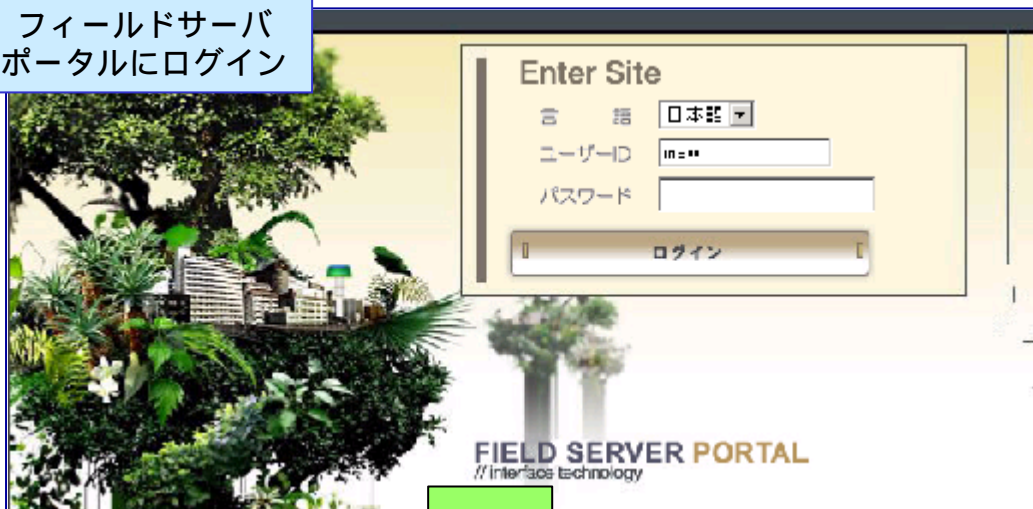 フィールドサーバ
ポータルにログイン
Enter Site
言　語 日本語
ユーザーID
パスワード
ログイン
FIELD SERVER PORTAL
// interface technology